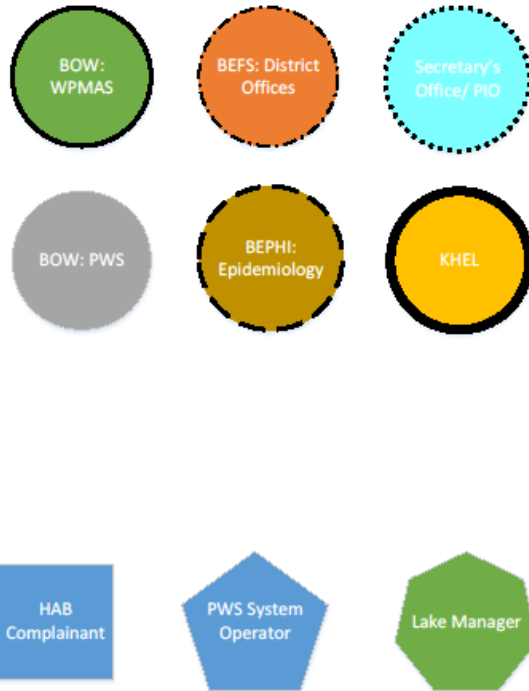 BOW:
WPMAS
BEFS: District
Offices
Secretary's
Office/ PIO
BOW: PWS
BEPHI:
Epidemiology
KHEL
HAB
Complainant
PWS System
Operator
Lake Manager